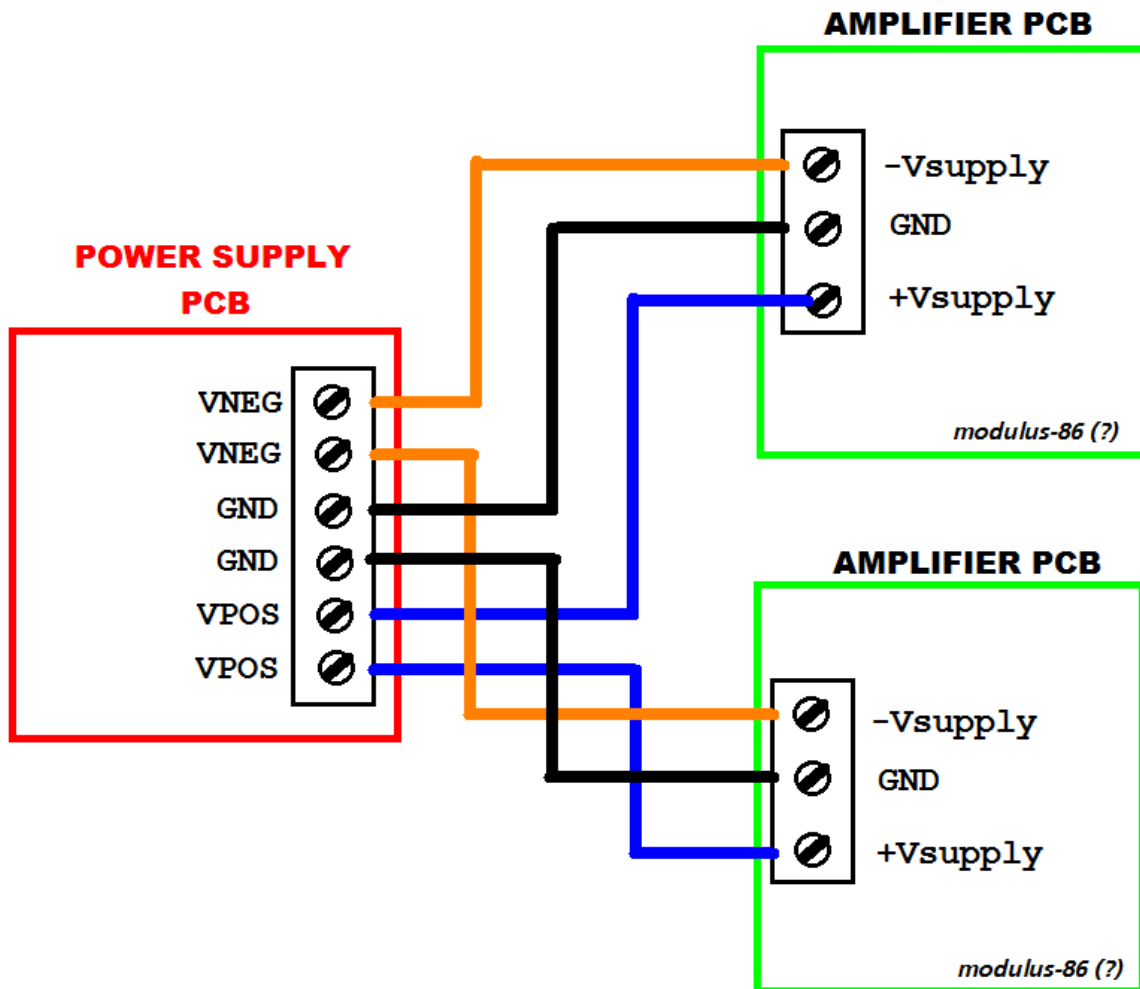 AMPLIFIER PCB
-Vsupply
GND
+Vsupply
modulus-86 (?)
POWER SUPPLY
PCB
VNEG
VNEG
GND
GND
VPOS
VPOS
AMPLIFIER PCB
-Vsupply
GND
+Vsupply
modulus-86 (?)